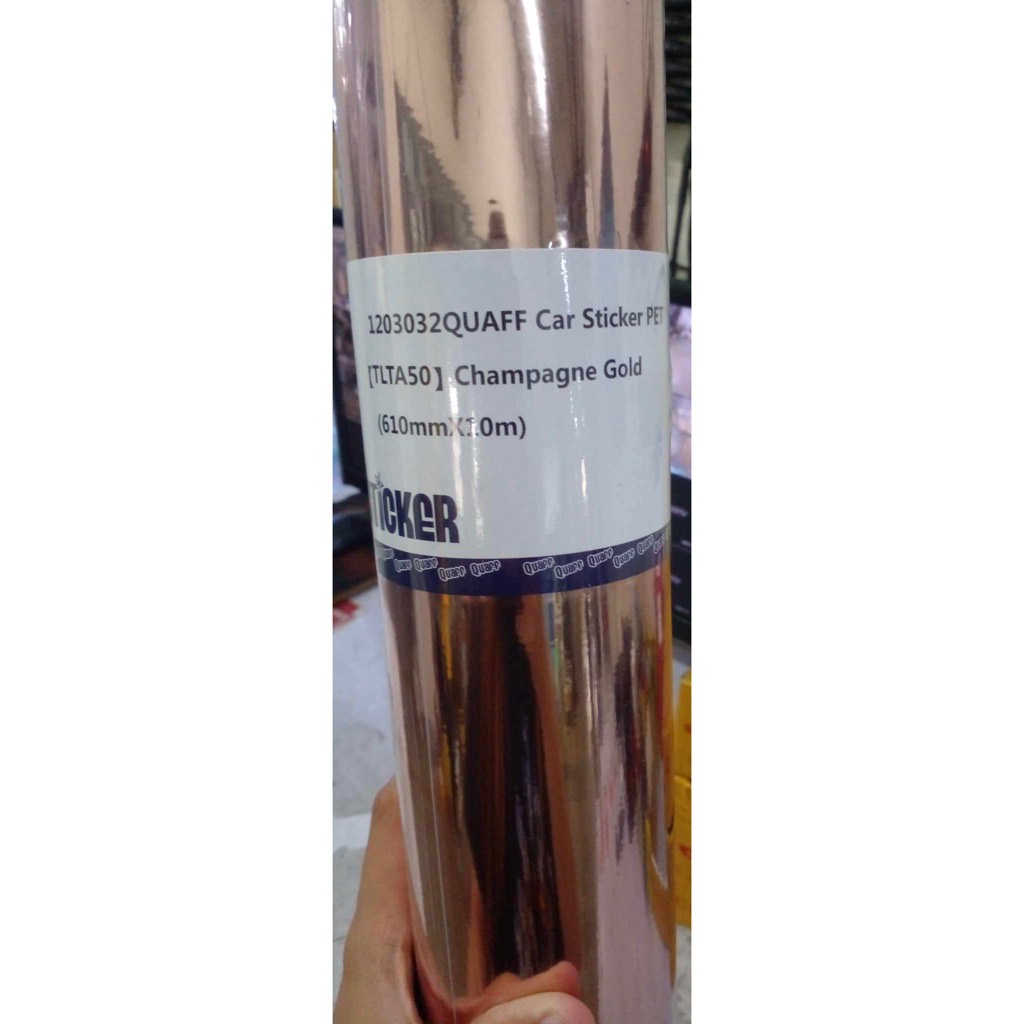 1203032QUAFF Car Sticker PET
【TLTA50】Champagne Gold
(610mmX10m)
TiCKER
Quaff Quaff Quaff Quaff Quaff Quaff Quaff Quaff Quaff